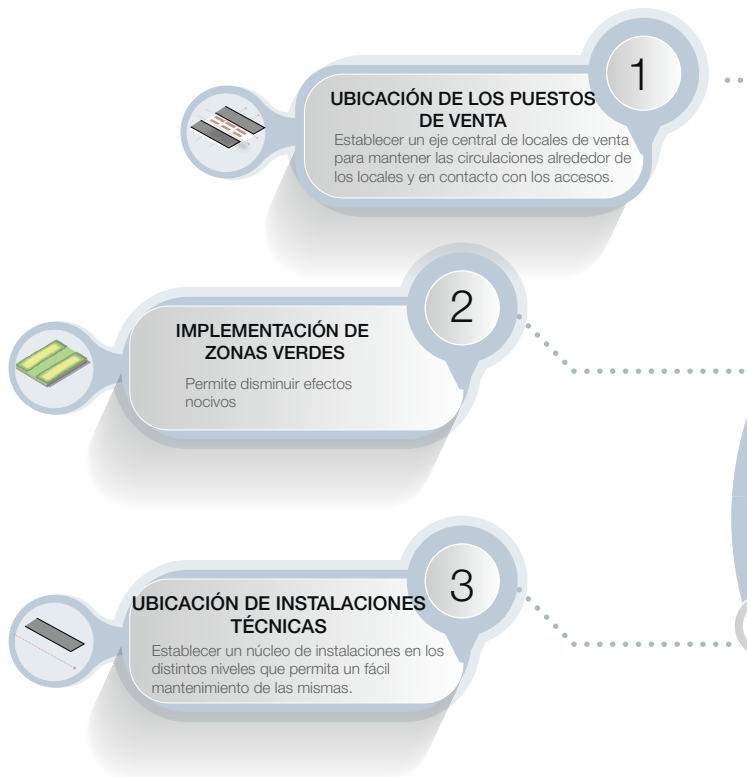 1
UBICACIÓN DE LOS PUESTOS
DE VENTA
Establecer un eje central de locales de venta
para mantener las circulaciones alrededor de
los locales y en contacto con los accesos.
2
IMPLEMENTACIÓN DE
ZONAS VERDES
Permite disminuir efectos
nocivos
3
UBICACIÓN DE INSTALACIONES
TÉCNICAS
Establecer un núcleo de instalaciones en los
distintos niveles que permita un fácil
mantenimiento de las mismas.